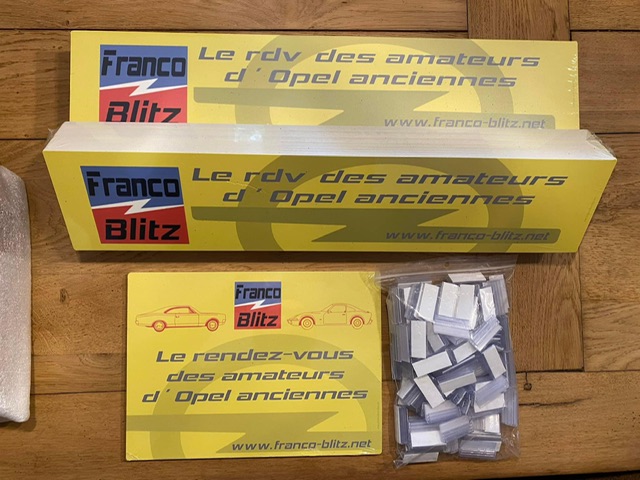 Franco
Blitz
Le rdv des amateurs
d'Opel anciennes
www.franco-blitz.net
Franco
Blitz
Le rdv des amateurs
d'Opel anciennes
www.franco-blitz.net
Franco
Blitz
Le rendez-vous
des amateurs
d'Opel anciennes
www.franco-blitz.net